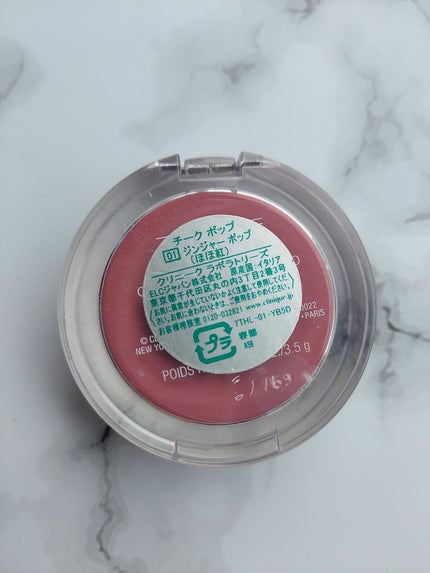 チーク ポップ
01 ジンジャー ポップ
(ほほ紅)
クリニーク ラボラトリーズ
ELCジャパン株式会社 原産国 イタリア
東京都千代田区丸の内3丁目2番3号
お肌に異常が生じていないかよく注意して使用してくだ
さい。お肌に合わないときは、ご使用をおやめください。
お客様相談室 0120-032821 www.clinique.jp
7THL-01-YB5D
プラ
容器
NEW YOR
PARIS
POIDS
/3.5 g